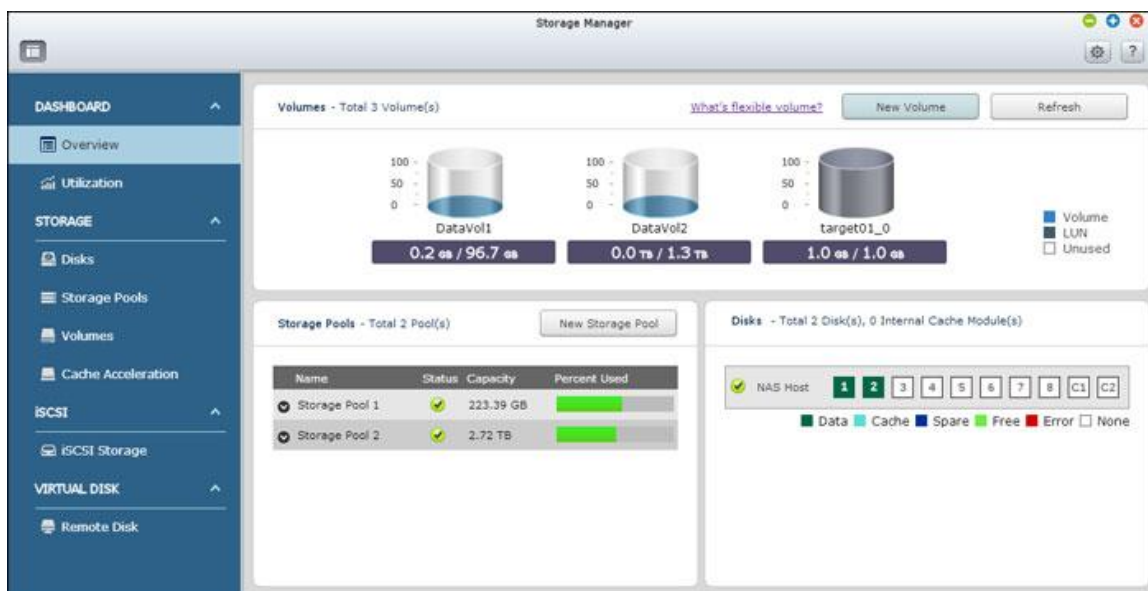 Storage Manager
?
DASHBOARD
Overview
Utilization
STORAGE
Disks
Storage Pools
Volumes
Cache Acceleration
iSCSI
iSCSI Storage
VIRTUAL DISK
Remote Disk
Volumes - Total 3 Volume(s)
What's flexible volume?
New Volume
Refresh
100
50
0
DataVol1
0.2 GB / 96.7 GB
100
50
0
DataVol2
0.0 TB / 1.3 TB
100
50
0
target01_0
1.0 GB / 1.0 GB
Volume
LUN
Unused
Storage Pools - Total 2 Pool(s)
New Storage Pool
Name Status Capacity Percent Used
Storage Pool 1 223.39 GB
Storage Pool 2 2.72 TB
Disks - Total 2 Disk(s), 0 Internal Cache Module(s)
NAS Host 1 2 3 4 5 6 7 8 C1 C2
Data Cache Spare Free Error None